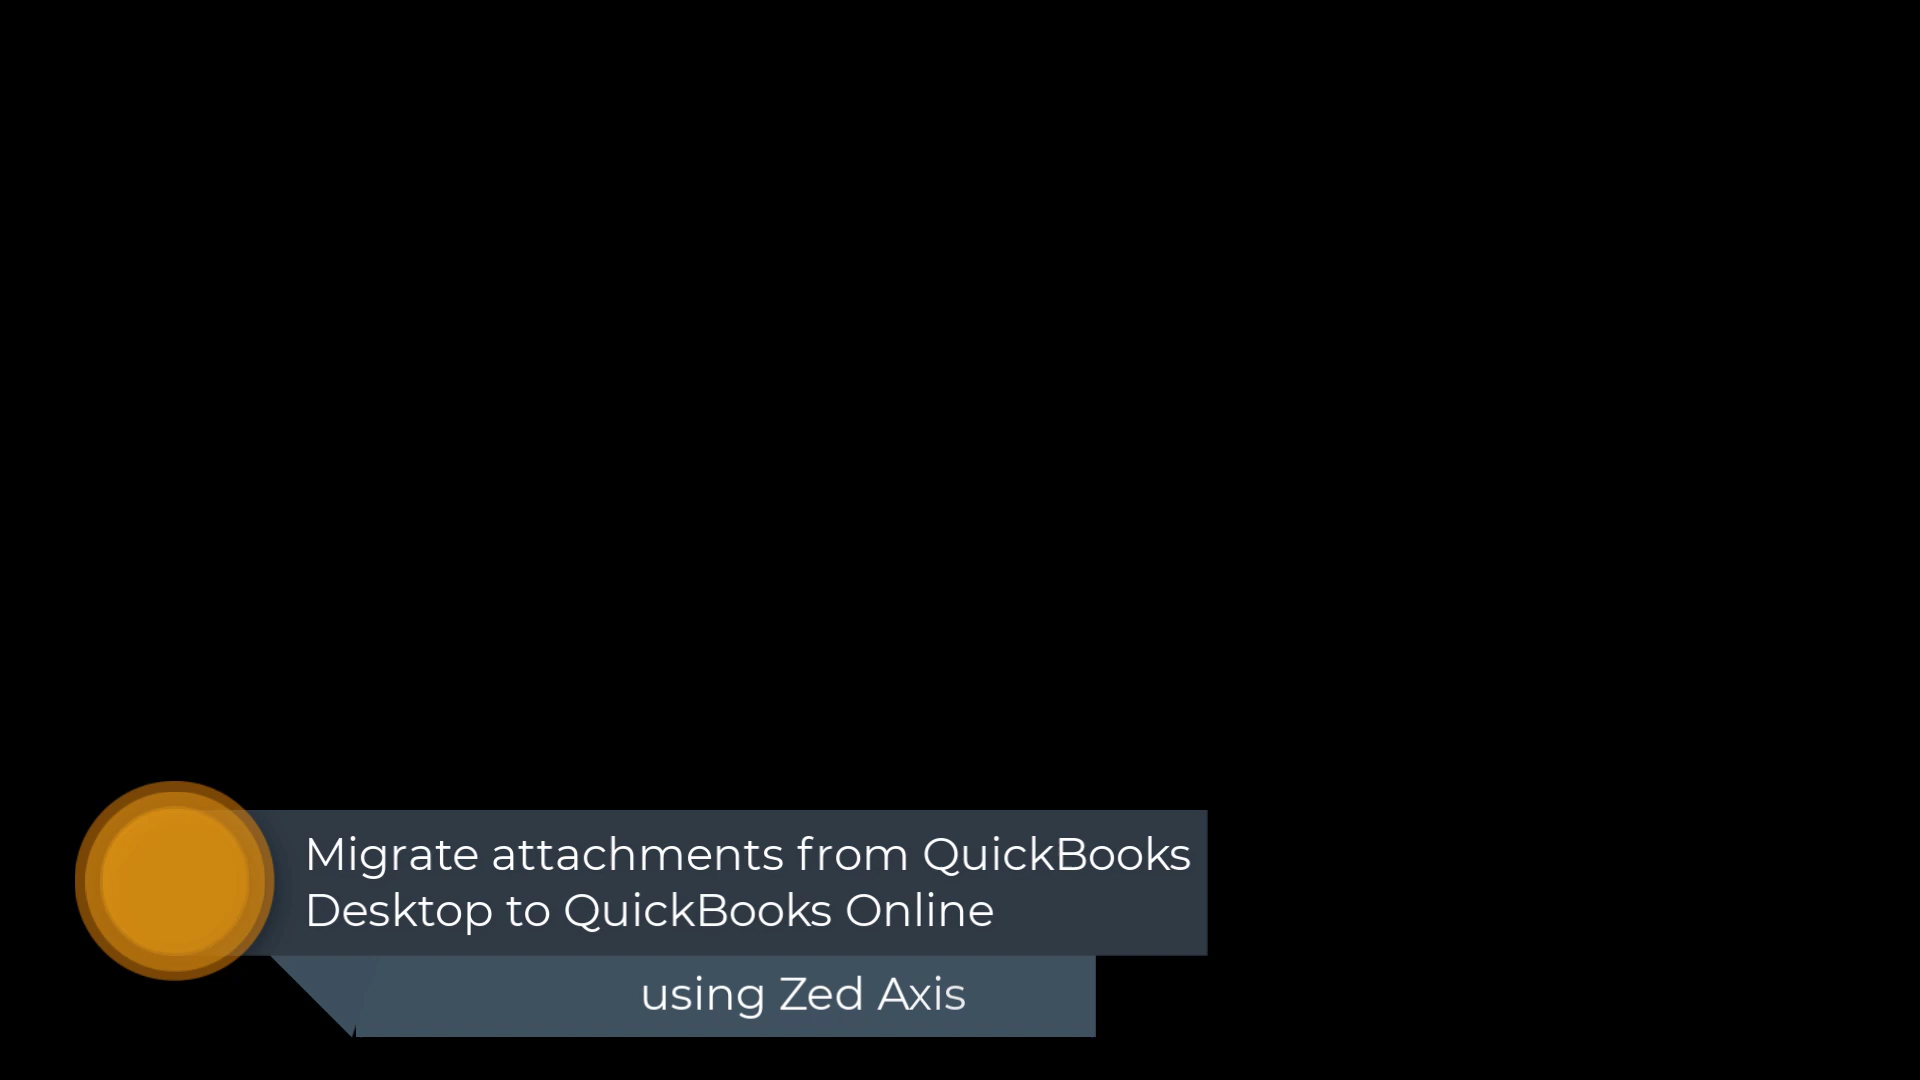 Migrate attachments from QuickBooks
Desktop to QuickBooks Online
using Zed Axis